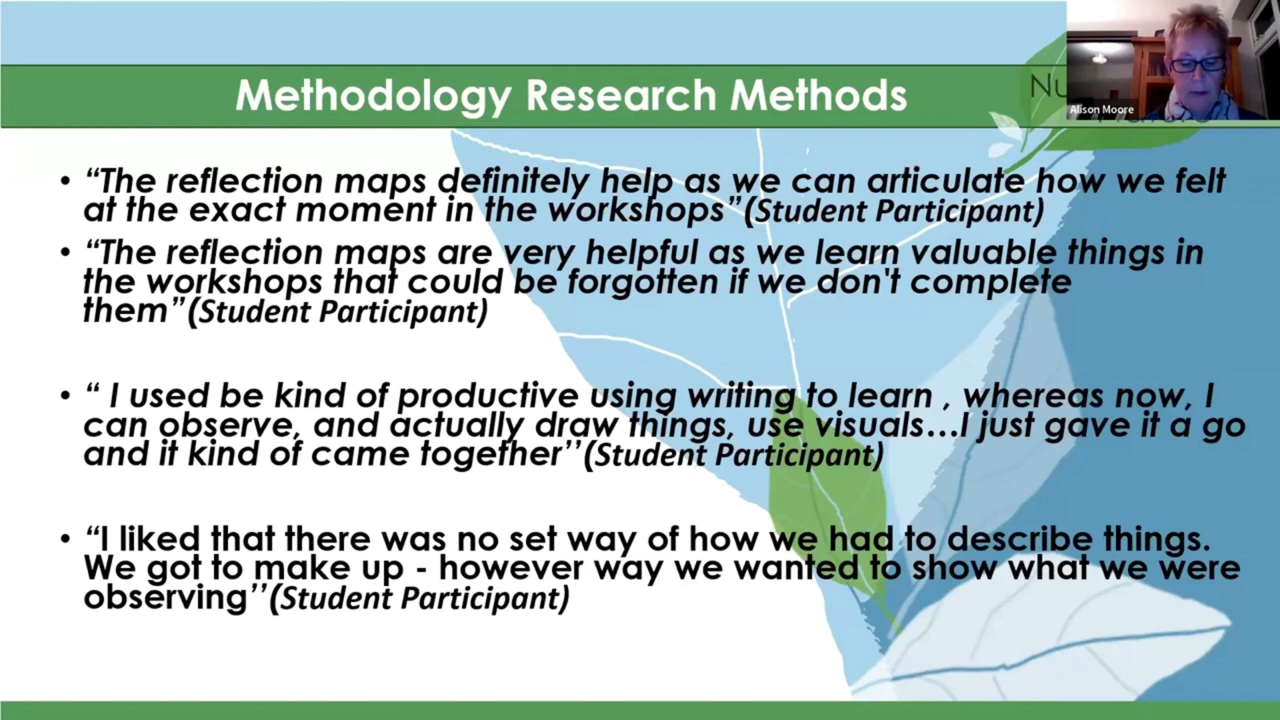 Methodology Research Methods
Nu
Alison Moore
• “The reflection maps definitely help as we can articulate how we felt
at the exact moment in the workshops”(Student Participant)
• “The reflection maps are very helpful as we learn valuable things in
the workshops that could be forgotten if we don't complete
them”(Student Participant)
• “ I used be kind of productive using writing to learn , whereas now, I
can observe, and actually draw things, use visuals…I just gave it a go
and it kind of came together’’(Student Participant)
• “I liked that there was no set way of how we had to describe things.
We got to make up - however way we wanted to show what we were
observing’’(Student Participant)